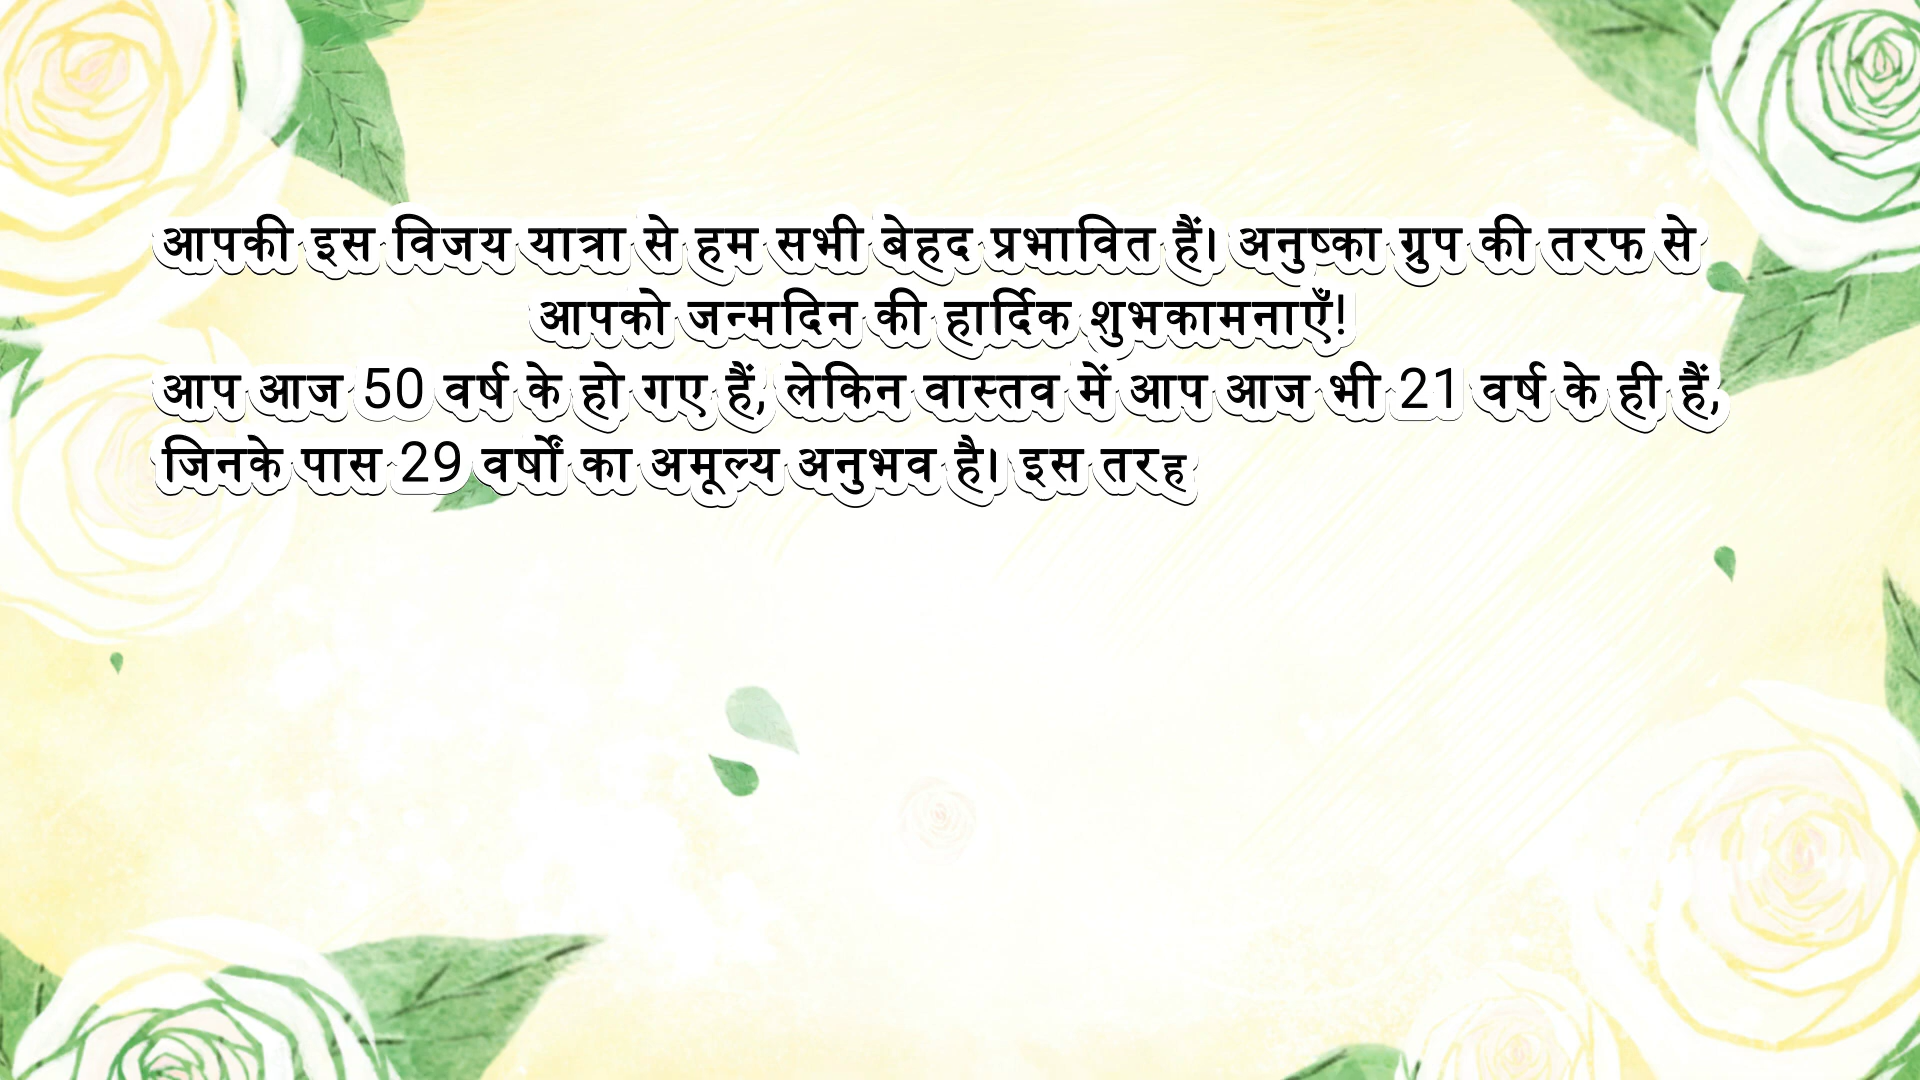 आपकी इस विजय यात्रा से हम सभी बेहद प्रभावित हैं। अनुष्का ग्रुप की तरफ से
आपको जन्मदिन की हार्दिक शुभकामनाएँ!
आप आज 50 वर्ष के हो गए हैं, लेकिन वास्तव में आप आज भी 21 वर्ष के ही हैं,
जिनके पास 29 वर्षों का अमूल्य अनुभव है। इस तरह